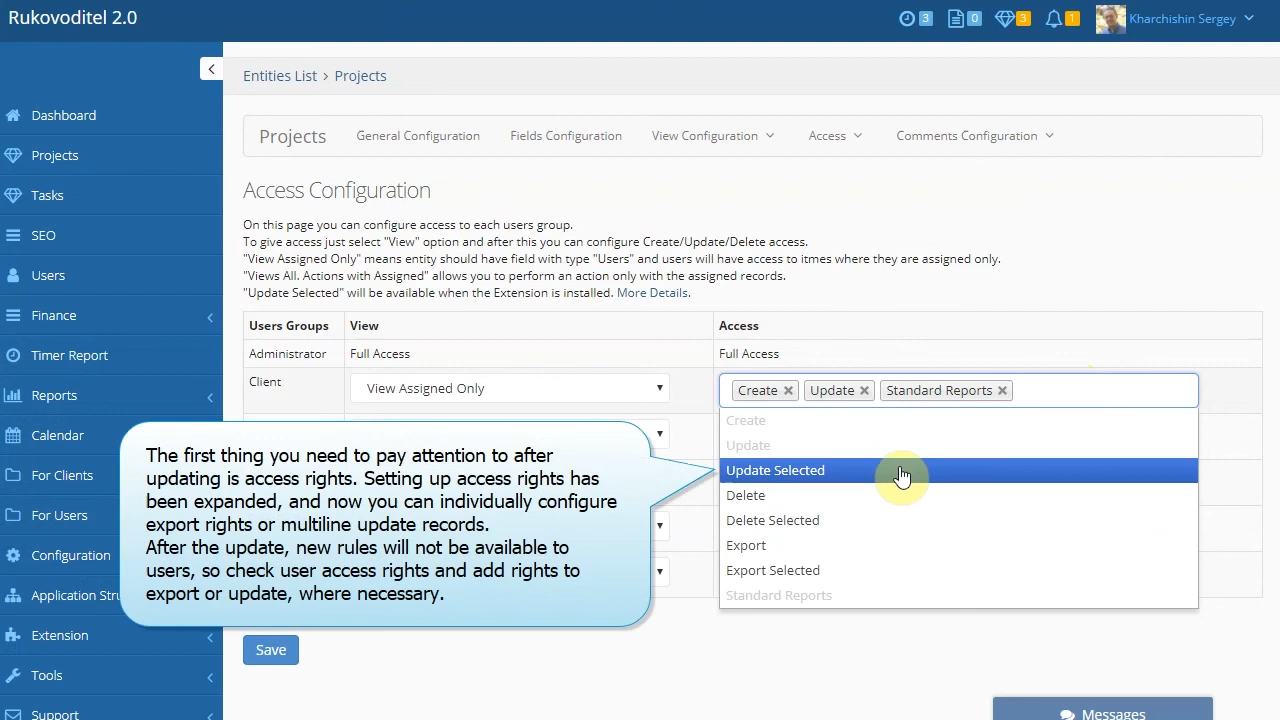 Rukovoditel 2.0
3
0
3
1
Kharchishin Sergey
Dashboard
Projects
Tasks
SEO
Users
Finance
Timer Report
Reports
Calendar
For Clients
For Users
Configuration
Application Stru
Extension
Tools
Support
Entities List > Projects
Projects
General Configuration
Fields Configuration
View Configuration
Access
Comments Configuration
Access Configuration
On this page you can configure access to each users group.
To give access just select "View" option and after this you can configure Create/Update/Delete access.
"View Assigned Only" means entity should have field with type "Users" and users will have access to itmes where they are assigned only.
"Views All. Actions with Assigned" allows you to perform an action only with the assigned records.
"Update Selected" will be available when the Extension is installed. More Details.
Users Groups View Access
Administrator Full Access Full Access
Client View Assigned Only Create Update Standard Reports
Create
Update
Update Selected
Delete
Delete Selected
Export
Export Selected
Standard Reports
The first thing you need to pay attention to after
updating is access rights. Setting up access rights has
been expanded, and now you can individually configure
export rights or multiline update records.
After the update, new rules will not be available to
users, so check user access rights and add rights to
export or update, where necessary.
Save
Messages